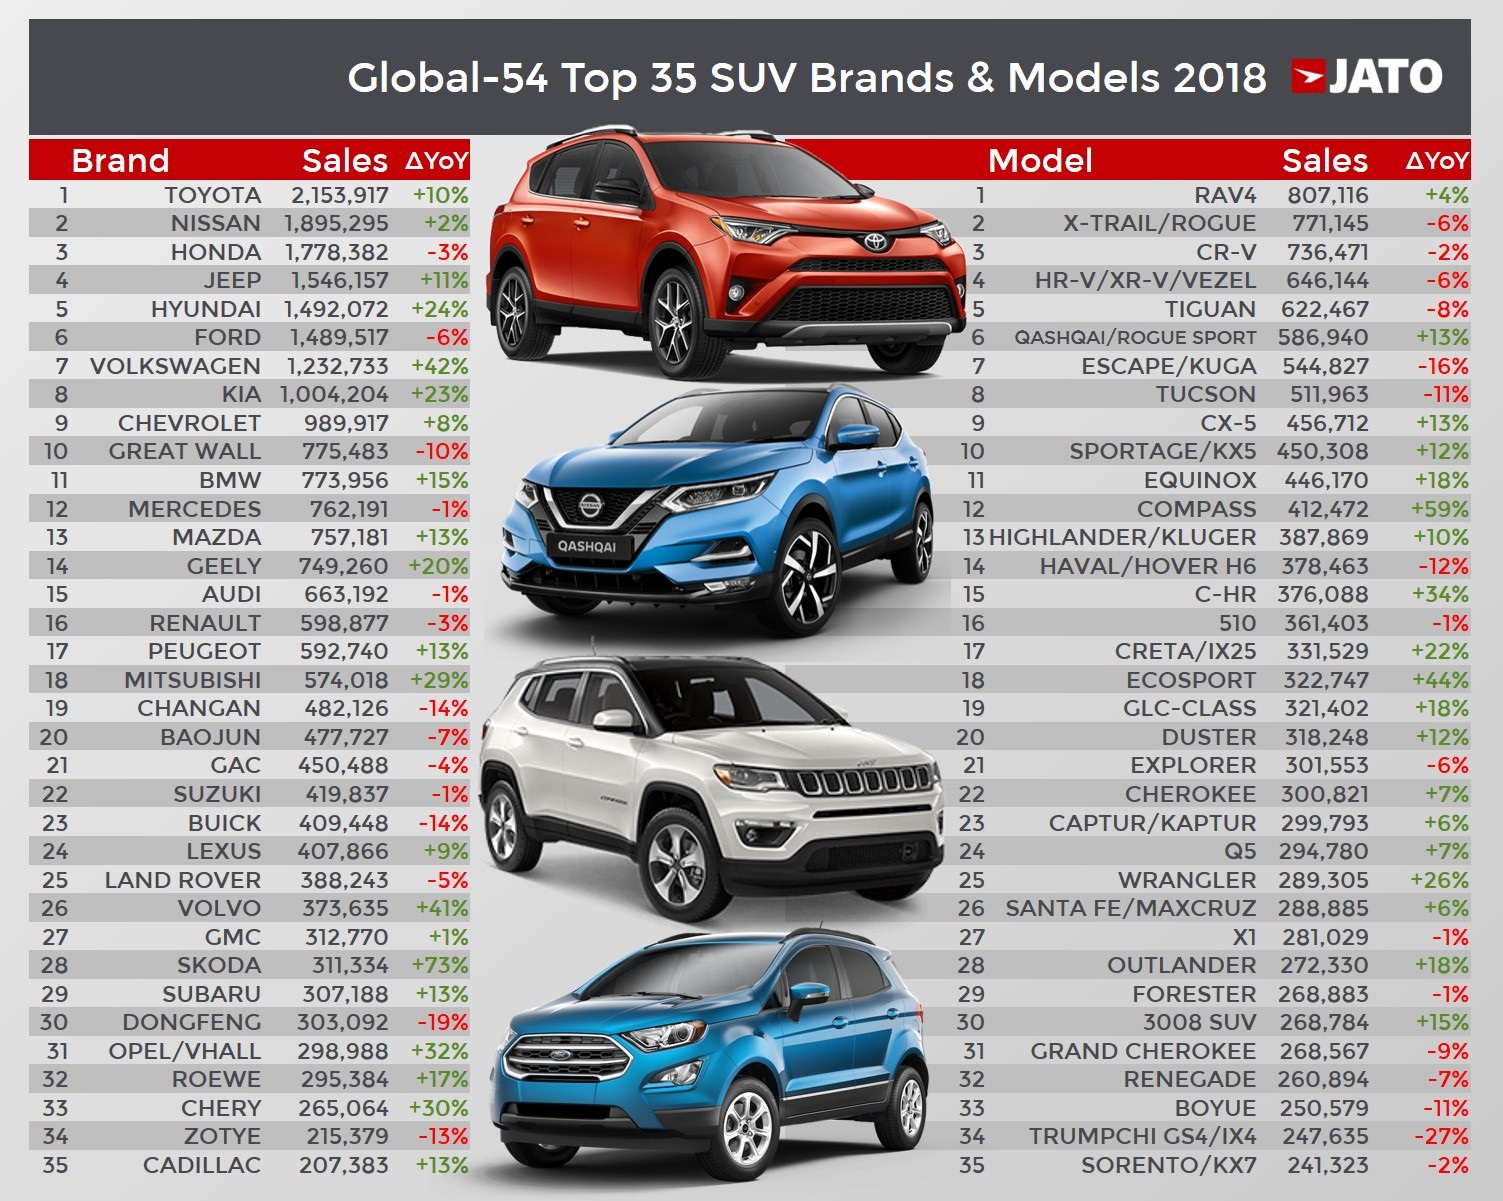 Global-54 Top 35 SUV Brands & Models 2018 JATO
Brand Sales ΔYoY
1 TOYOTA 2,153,917 +10%
2 NISSAN 1,895,295 +2%
3 HONDA 1,778,382 -3%
4 JEEP 1,546,157 +11%
5 HYUNDAI 1,492,072 +24%
6 FORD 1,489,517 -6%
7 VOLKSWAGEN 1,232,733 +42%
8 KIA 1,004,204 +23%
9 CHEVROLET 989,917 +8%
10 GREAT WALL 775,483 -10%
11 BMW 773,956 +15%
12 MERCEDES 762,191 -1%
13 MAZDA 757,181 +13%
14 GEELY 749,260 +20%
15 AUDI 663,192 -1%
16 RENAULT 598,877 -3%
17 PEUGEOT 592,740 +13%
18 MITSUBISHI 574,018 +29%
19 CHANGAN 482,126 -14%
20 BAOJUN 477,727 -7%
21 GAC 450,488 -4%
22 SUZUKI 419,837 -1%
23 BUICK 409,448 -14%
24 LEXUS 407,866 +9%
25 LAND ROVER 388,243 -5%
26 VOLVO 373,635 +41%
27 GMC 312,770 +1%
28 SKODA 311,334 +73%
29 SUBARU 307,188 +13%
30 DONGFENG 303,092 -19%
31 OPEL/VHALL 298,988 +32%
32 ROEWE 295,384 +17%
33 CHERY 265,064 +30%
34 ZOTYE 215,379 -13%
35 CADILLAC 207,383 +13%
NISSAN
QASHQAI
Jeep
Ford
Model Sales ΔYoY
1 RAV4 807,116 +4%
2 X-TRAIL/ROGUE 771,145 -6%
3 CR-V 736,471 -2%
4 HR-V/XR-V/VEZEL 646,144 -6%
5 TIGUAN 622,467 -8%
6 QASHQAI/ROGUE SPORT 586,940 +13%
7 ESCAPE/KUGA 544,827 -16%
8 TUCSON 511,963 -11%
9 CX-5 456,712 +13%
10 SPORTAGE/KX5 450,308 +12%
11 EQUINOX 446,170 +18%
12 COMPASS 412,472 +59%
13 HIGHLANDER/KLUGER 387,869 +10%
14 HAVAL/HOVER H6 378,463 -12%
15 C-HR 376,088 +34%
16 510 361,403 -1%
17 CRETA/IX25 331,529 +22%
18 ECOSPORT 322,747 +44%
19 GLC-CLASS 321,402 +18%
20 DUSTER 318,248 +12%
21 EXPLORER 301,553 -6%
22 CHEROKEE 300,821 +7%
23 CAPTUR/KAPTUR 299,793 +6%
24 Q5 294,780 +7%
25 WRANGLER 289,305 +26%
26 SANTA FE/MAXCRUZ 288,885 +6%
27 X1 281,029 -1%
28 OUTLANDER 272,330 +18%
29 FORESTER 268,883 -1%
30 3008 SUV 268,784 +15%
31 GRAND CHEROKEE 268,567 -9%
32 RENEGADE 260,894 -7%
33 BOYUE 250,579 -11%
34 TRUMPCHI GS4/IX4 247,635 -27%
35 SORENTO/KX7 241,323 -2%